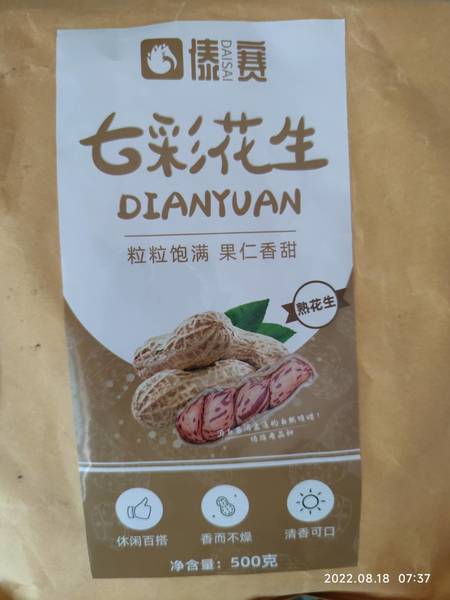 傣赛
DAISAI
七彩花生
DIANYUAN
粒粒饱满 果仁香甜
熟花生
休闲百搭
香而不燥
清香可口
净含量：500克
2022.08.18 07:37